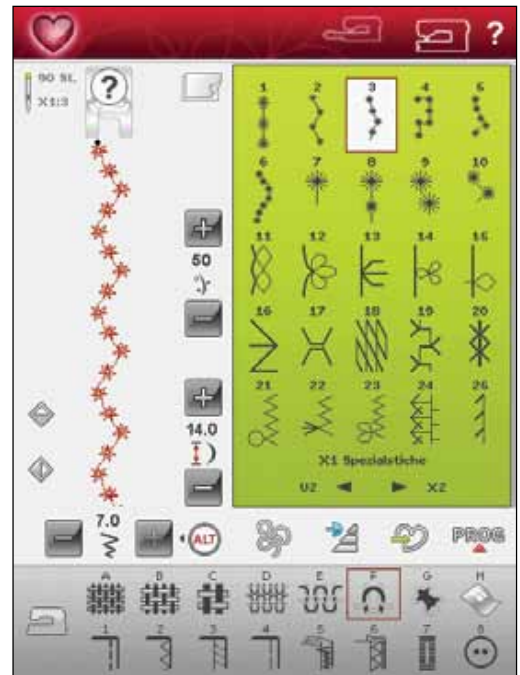 ?
90 SL.
?
X1:3
1 2 3 4 5
6 7 8 9 10
50
11 12 13 14 15
16 17 18 19 20
14.0
21 22 23 24 25
X1 Spezialstiche
U2 X2
7.0
ALT PROG
A B C D E F G H
1 2 3 4 5 6 7 8